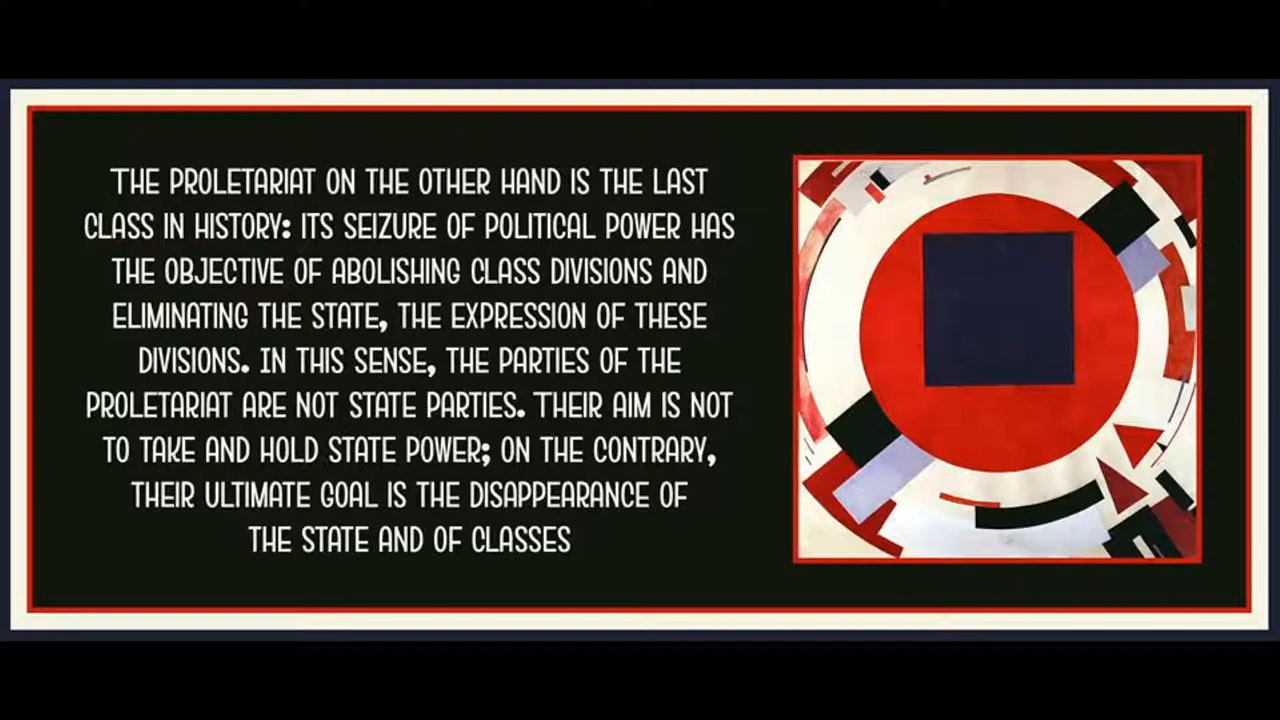 THE PROLETARIAT ON THE OTHER HAND IS THE LAST
CLASS IN HISTORY: ITS SEIZURE OF POLITICAL POWER HAS
THE OBJECTIVE OF ABOLISHING CLASS DIVISIONS AND
ELIMINATING THE STATE, THE EXPRESSION OF THESE
DIVISIONS. IN THIS SENSE, THE PARTIES OF THE
PROLETARIAT ARE NOT STATE PARTIES. THEIR AIM IS NOT
TO TAKE AND HOLD STATE POWER; ON THE CONTRARY,
THEIR ULTIMATE GOAL IS THE DISAPPEARANCE OF
THE STATE AND OF CLASSES